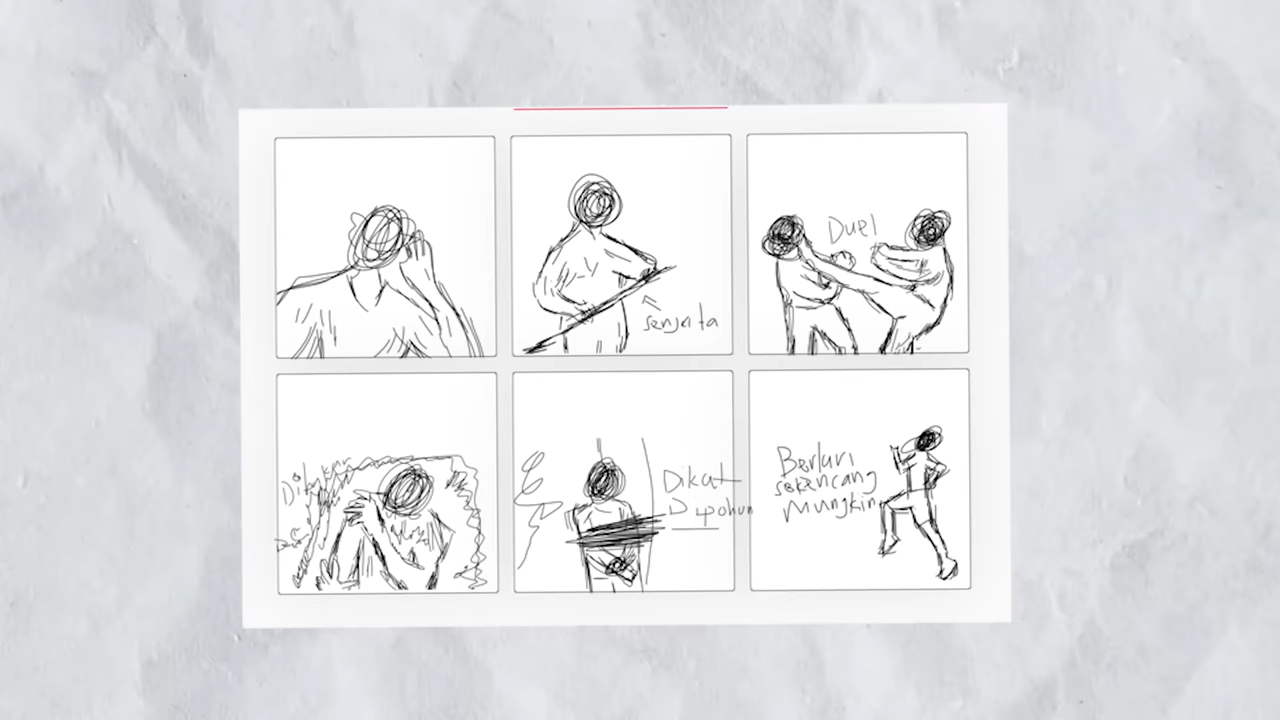 Duel
senjata
Dikat
Dipohon
Berlari
sekencang
Mungkin